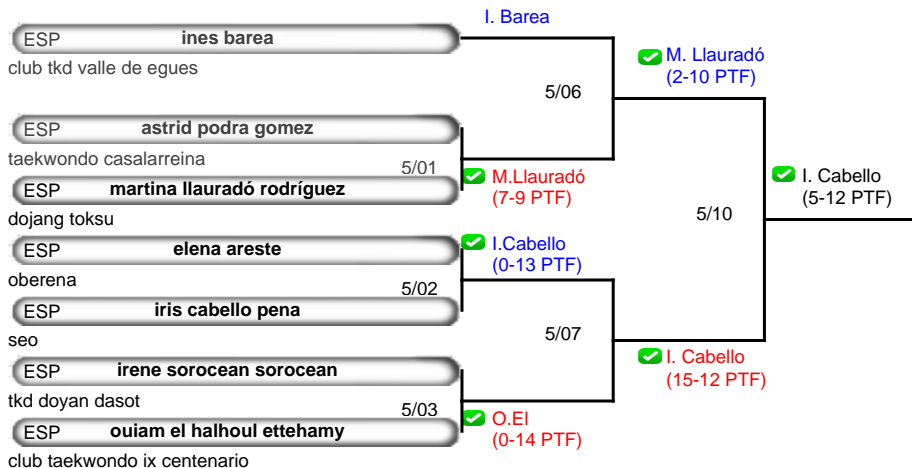 I. Barea
ESP ines barea
club tkd valle de egues
M. Llauradó
(2-10 PTF)
5/06
ESP astrid podra gomez
taekwondo casalarreina
5/01
M.Llauradó
(7-9 PTF)
ESP martina llauradó rodríguez
dojang toksu
I. Cabello
(5-12 PTF)
5/10
ESP elena areste
I.Cabello
(0-13 PTF)
oberena
5/02
ESP iris cabello pena
seo
5/07
I. Cabello
(15-12 PTF)
ESP irene sorocean sorocean
tkd doyan dasot
5/03
O.El
(0-14 PTF)
ESP ouiam el halhoul ettehamy
club taekwondo ix centenario